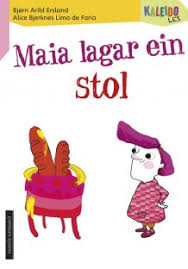 Bjørn Arild Ersland
Alice Bjerknes Lima de Faria
KALEIDO
LES
Maia lagar ein
stol